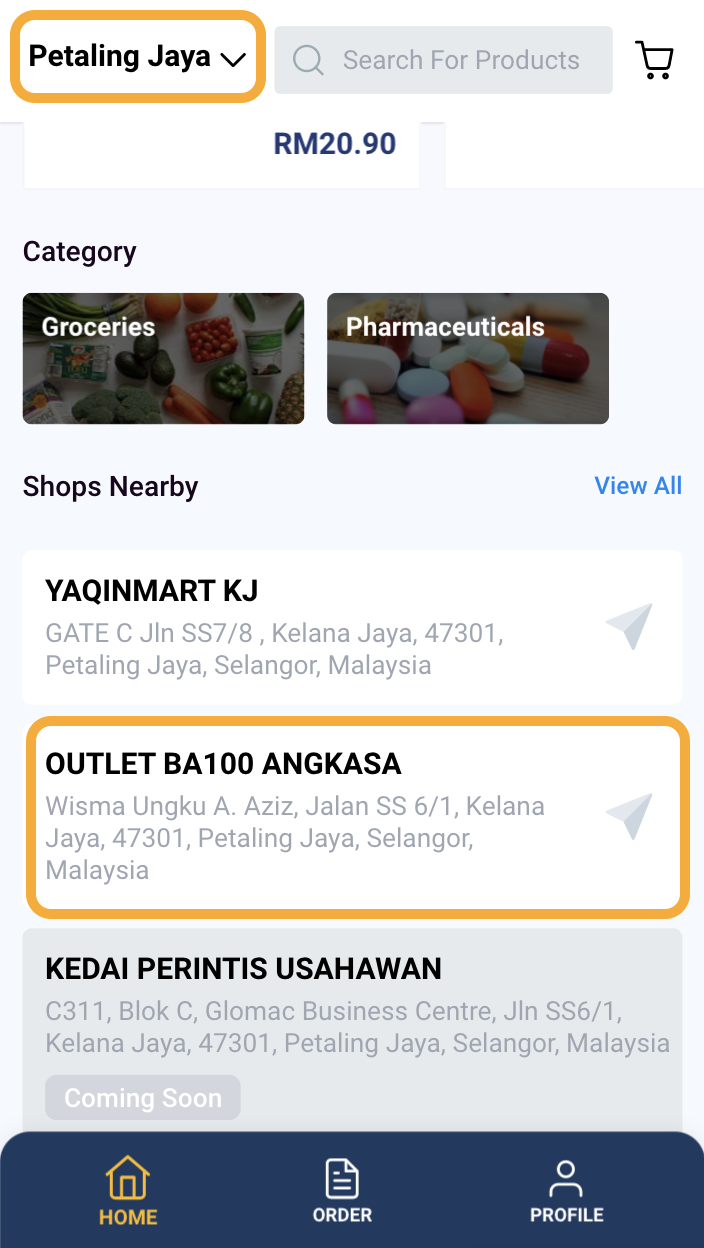 Petaling Jaya
Search For Products
RM20.90
Category
Groceries
Pharmaceuticals
Shops Nearby
View All
YAQINMART KJ
GATE C Jln SS7/8 , Kelana Jaya, 47301,
Petaling Jaya, Selangor, Malaysia
OUTLET BA100 ANGKASA
Wisma Ungku A. Aziz, Jalan SS 6/1, Kelana
Jaya, 47301, Petaling Jaya, Selangor,
Malaysia
KEDAI PERINTIS USAHAWAN
C311, Blok C, Glomac Business Centre, Jln SS6/1,
Kelana Jaya, 47301, Petaling Jaya, Selangor, Malaysia
Coming Soon
HOME
ORDER
PROFILE